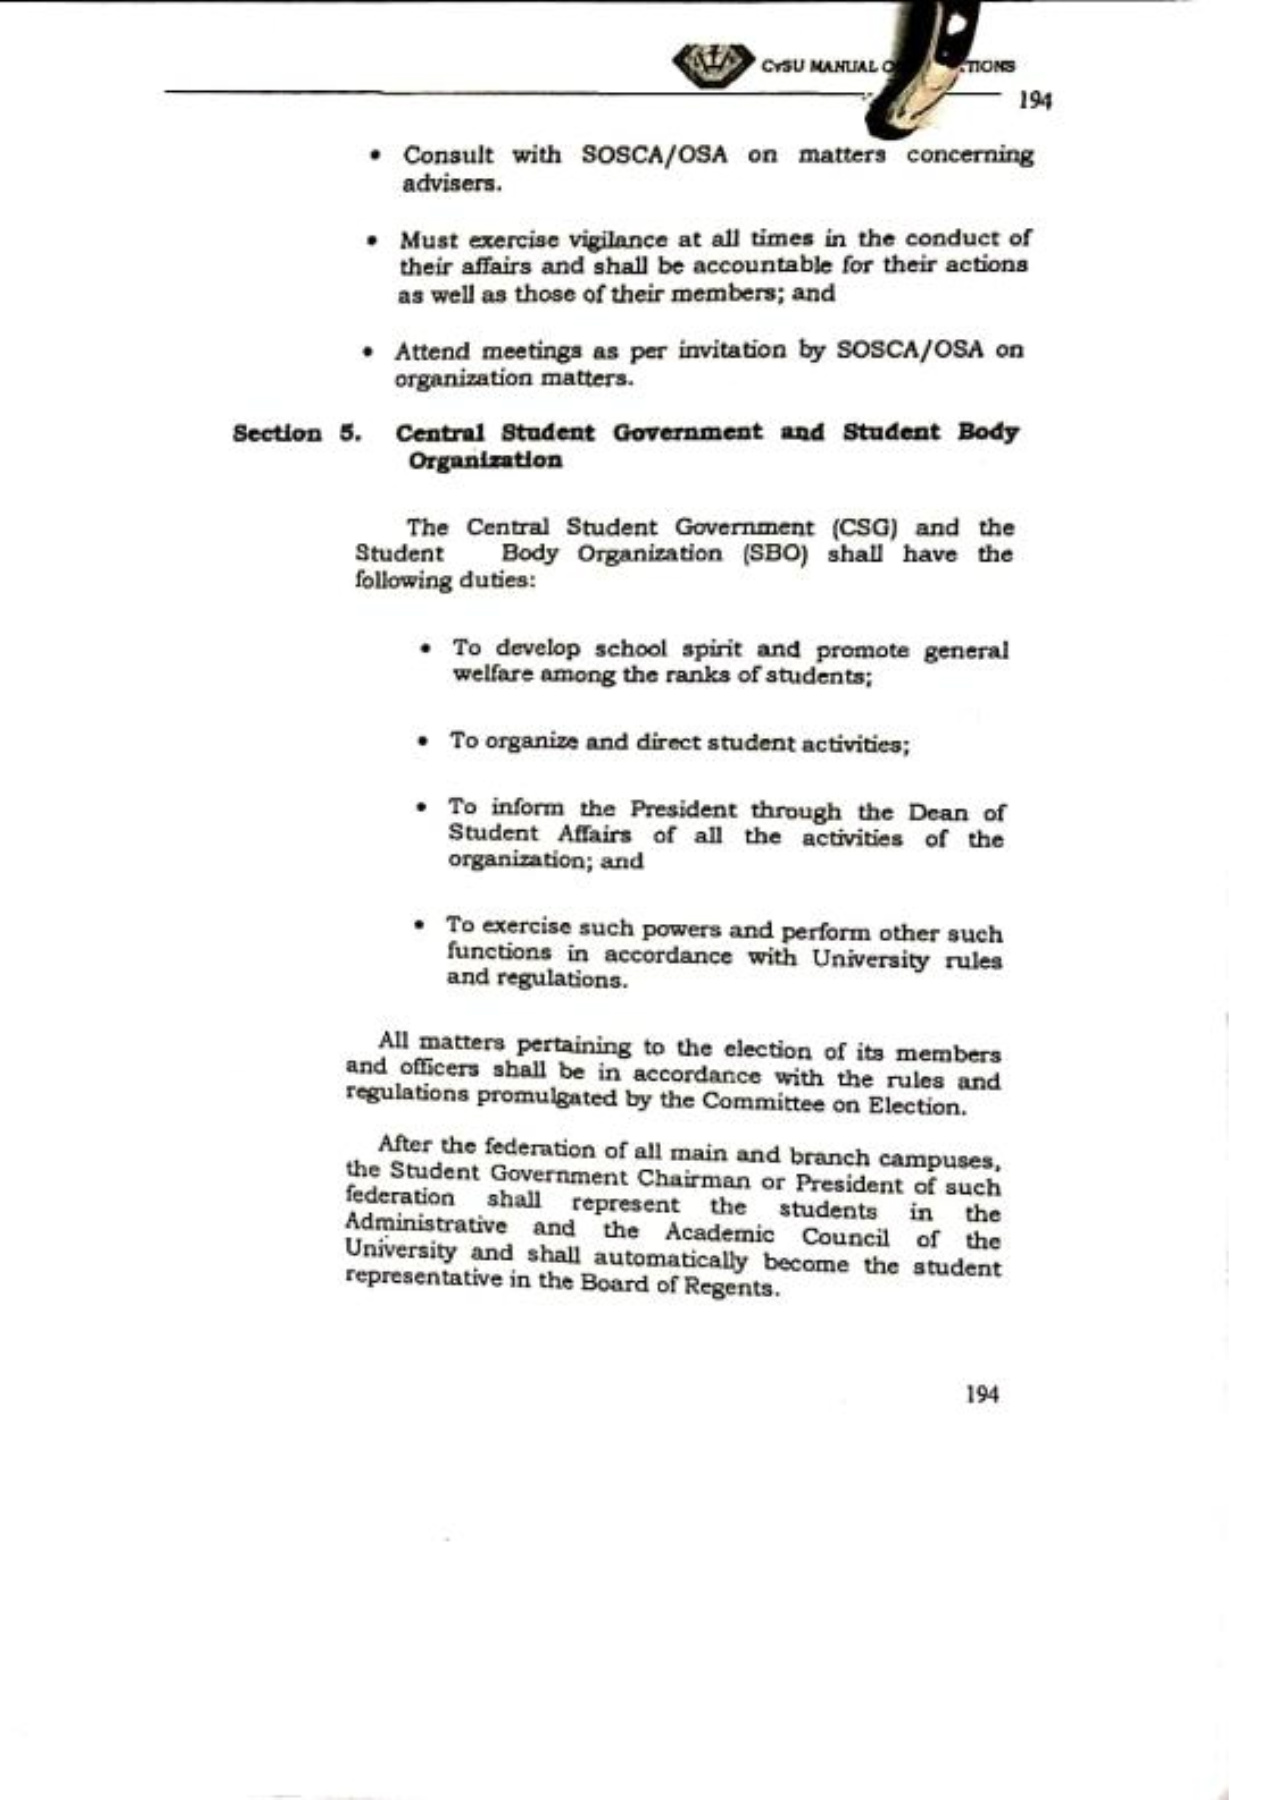 CvSU MANUAL O TIONS
194
• Consult with SOSCA/OSA on matters concerning
advisers.
• Must exercise vigilance at all times in the conduct of
their affairs and shall be accountable for their actions
as well as those of their members; and
• Attend meetings as per invitation by SOSCA/OSA on
organization matters.
Section 5. Central Student Government and Student Body
Organization
The Central Student Government (CSG) and the
Student Body Organization (SBO) shall have the
following duties:
• To develop school spirit and promote general
welfare among the ranks of students;
• To organize and direct student activities;
• To inform the President through the Dean of
Student Affairs of all the activities of the
organization; and
• To exercise such powers and perform other such
functions in accordance with University rules
and regulations.
All matters pertaining to the election of its members
and officers shall be in accordance with the rules and
regulations promulgated by the Committee on Election.
After the federation of all main and branch campuses,
the Student Government Chairman or President of such
federation shall represent the students in the
Administrative and the Academic Council of the
University and shall automatically become the student
representative in the Board of Regents.
194